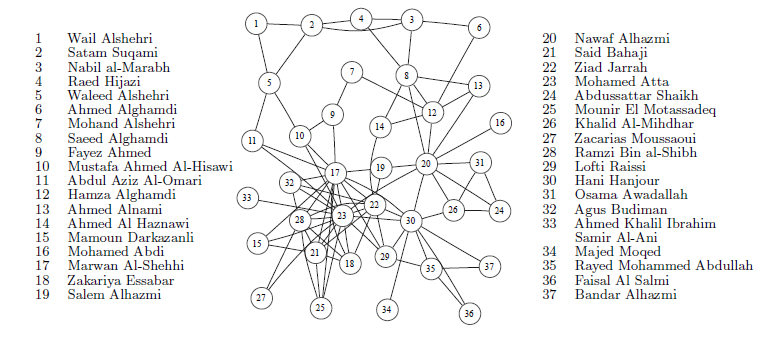 1 Wail Alshehri
2 Satam Suqami
3 Nabil al-Marabh
4 Raed Hijazi
5 Waleed Alshehri
6 Ahmed Alghamdi
7 Mohand Alshehri
8 Saeed Alghamdi
9 Fayez Ahmed
10 Mustafa Ahmed Al-Hisawi
11 Abdul Aziz Al-Omari
12 Hamza Alghamdi
13 Ahmed Alnami
14 Ahmed Al Haznawi
15 Mamoun Darkazanli
16 Mohamed Abdi
17 Marwan Al-Shehhi
18 Zakariya Essabar
19 Salem Alhazmi
1
2
4
3
6
5
7
8
13
9
12
16
11
10
14
17
19
20
31
32
33
22
28
23
30
26
24
15
21
18
29
35
37
27
25
34
36
20 Nawaf Alhazmi
21 Said Bahaji
22 Ziad Jarrah
23 Mohamed Atta
24 Abdussattar Shaikh
25 Mounir El Motassadeq
26 Khalid Al-Mihdhar
27 Zacarias Moussaoui
28 Ramzi Bin al-Shibh
29 Lofti Raissi
30 Hani Hanjour
31 Osama Awadallah
32 Agus Budiman
33 Ahmed Khalil Ibrahim
Samir Al-Ani
34 Majed Moqed
35 Rayed Mohammed Abdullah
36 Faisal Al Salmi
37 Bandar Alhazmi